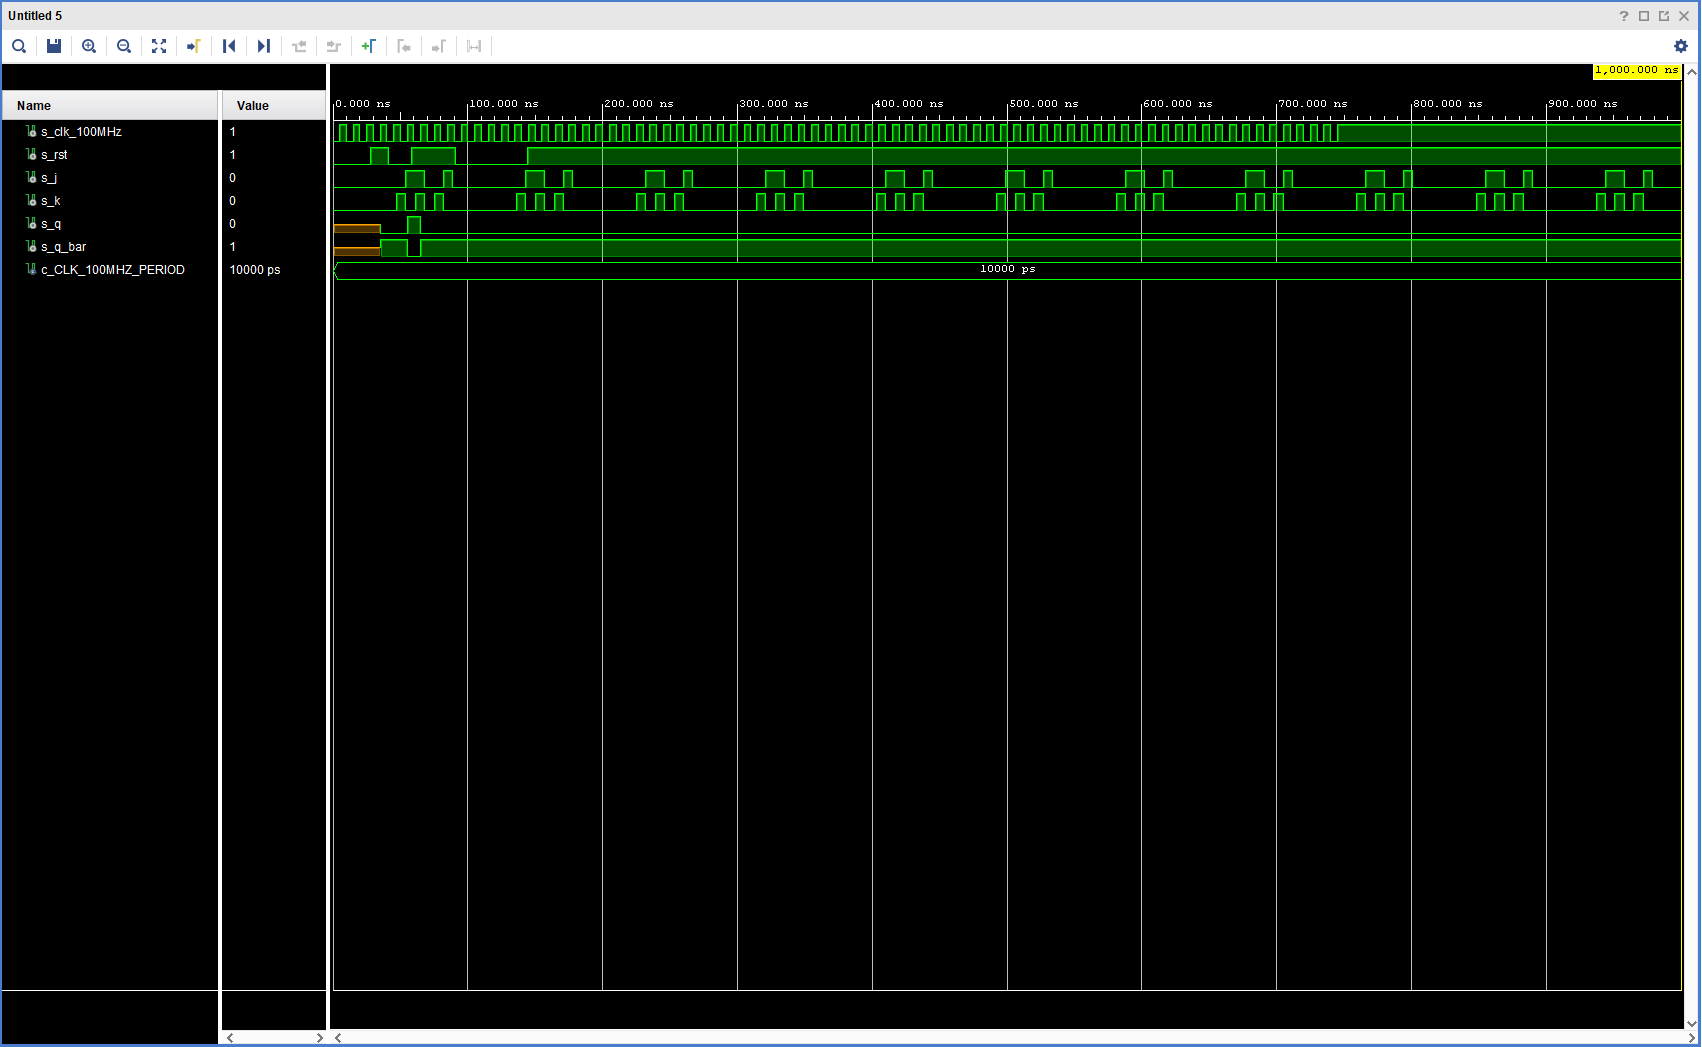 Untitled 5
1,000.000 ns
Name Value
0.000 ns 100.000 ns 200.000 ns 300.000 ns 400.000 ns 500.000 ns 600.000 ns 700.000 ns 800.000 ns 900.000 ns
s_clk_100MHz 1
s_rst 1
s_j 0
s_k 0
s_q 0
s_q_bar 1
c_CLK_100MHZ_PERIOD 10000 ps 10000 ps